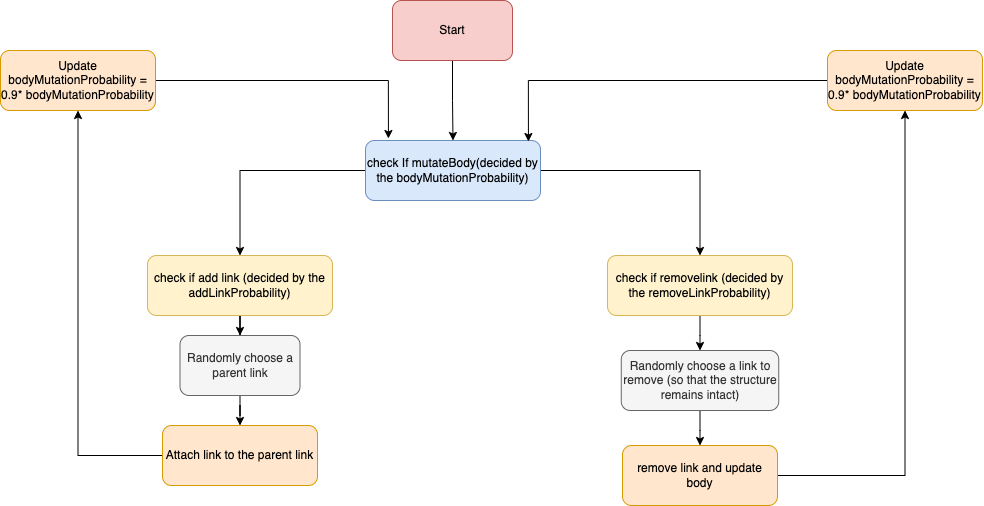 Start
Update
bodyMutationProbability =
0.9* bodyMutationProbability
Update
bodyMutationProbability =
0.9* bodyMutationProbability
check If mutateBody(decided by
the bodyMutationProbability)
check if add link (decided by the
addLinkProbability)
check if removelink (decided by
the removeLinkProbability)
Randomly choose a
parent link
Randomly choose a link to
remove (so that the structure
remains intact)
Attach link to the parent link
remove link and update
body